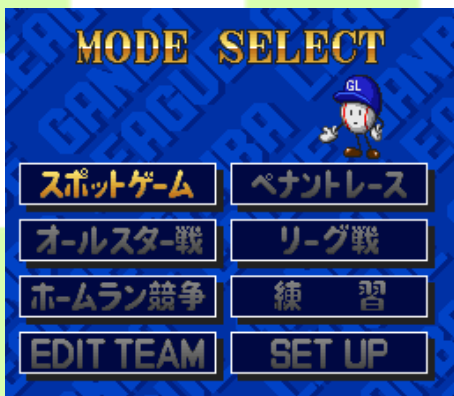 MODE SELECT
GL
スポットゲーム
ペナントレース
オールスター戦
リーグ戦
ホームラン競争
練習
EDIT TEAM
SET UP